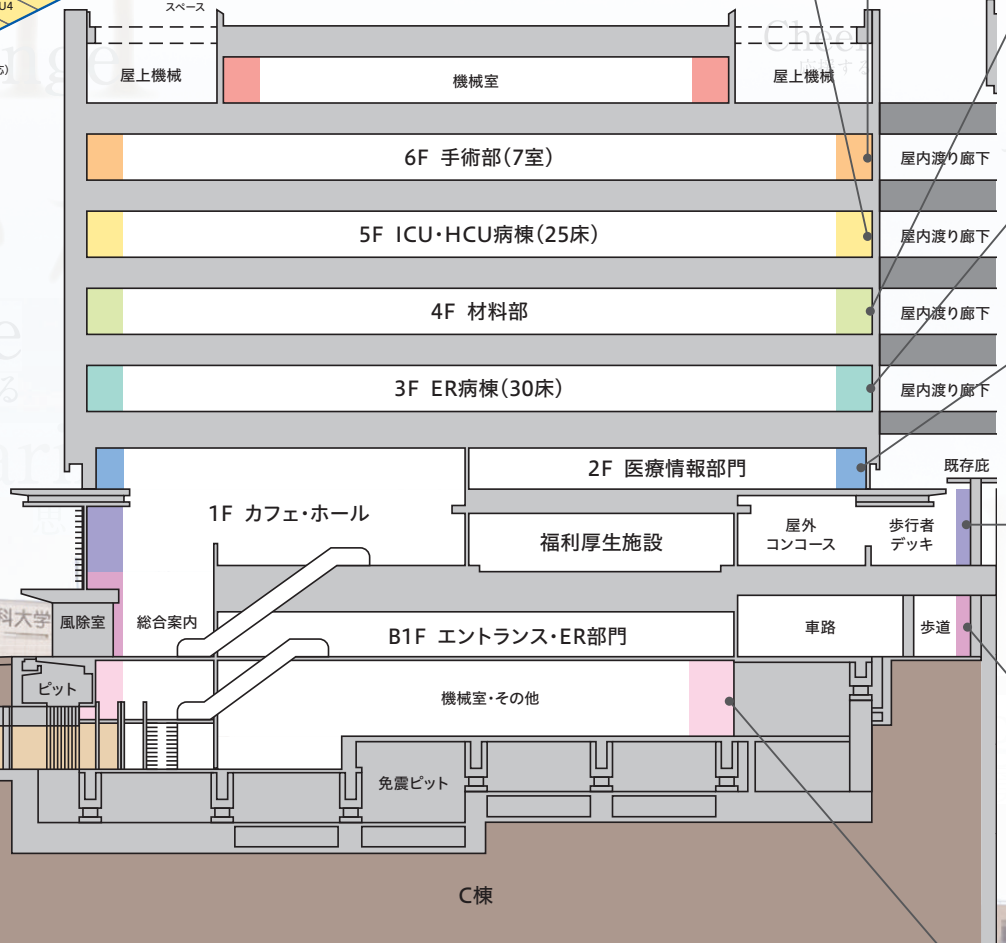 U4
スペース
屋上機械
機械室
Cheer
応援する
屋上機械
6F 手術部(7室)
屋内渡り廊下
5F ICU・HCU病棟(25床)
屋内渡り廊下
4F 材料部
屋内渡り廊下
3F ER病棟(30床)
屋内渡り廊下
2F 医療情報部門
既存庇
1F カフェ・ホール
福利厚生施設
屋外
コンコース
歩行者
デッキ
科大学
風除室
総合案内
B1F エントランス・ER部門
車路
歩道
ピット
機械室・その他
免震ピット
C棟